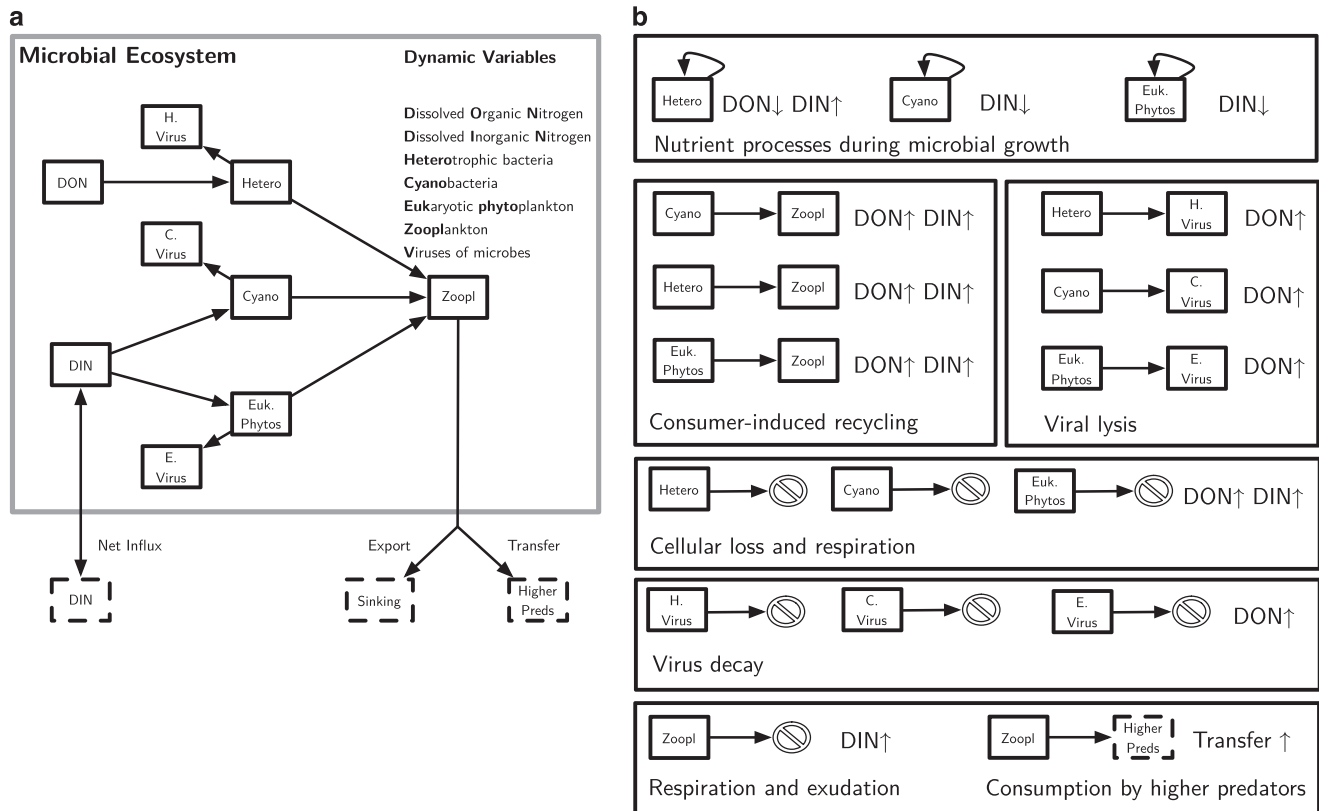 a
Microbial Ecosystem
Dynamic Variables
Dissolved Organic Nitrogen
Dissolved Inorganic Nitrogen
Heterotrophic bacteria
Cyanobacteria
Eukaryotic phytoplankton
Zooplankton
Viruses of microbes
H.
Virus
DON
Hetero
C.
Virus
Cyano
Zoopl
DIN
Euk.
Phytos
E.
Virus
Net Influx
Export
Transfer
DIN
Sinking
Higher
Preds
b
Hetero
DON↓ DIN↑
Cyano
DIN↓
Euk.
Phytos
DIN↓
Nutrient processes during microbial growth
Cyano
Zoopl
DON↑ DIN↑
Hetero
Zoopl
DON↑ DIN↑
Euk.
Phytos
Zoopl
DON↑ DIN↑
Consumer-induced recycling
Hetero
H.
Virus
DON↑
Cyano
C.
Virus
DON↑
Euk.
Phytos
E.
Virus
DON↑
Viral lysis
Hetero
Cyano
Euk.
Phytos
DON↑ DIN↑
Cellular loss and respiration
H.
Virus
C.
Virus
E.
Virus
DON↑
Virus decay
Zoopl
DIN↑
Respiration and exudation
Zoopl
Higher
Preds
Transfer ↑
Consumption by higher predators